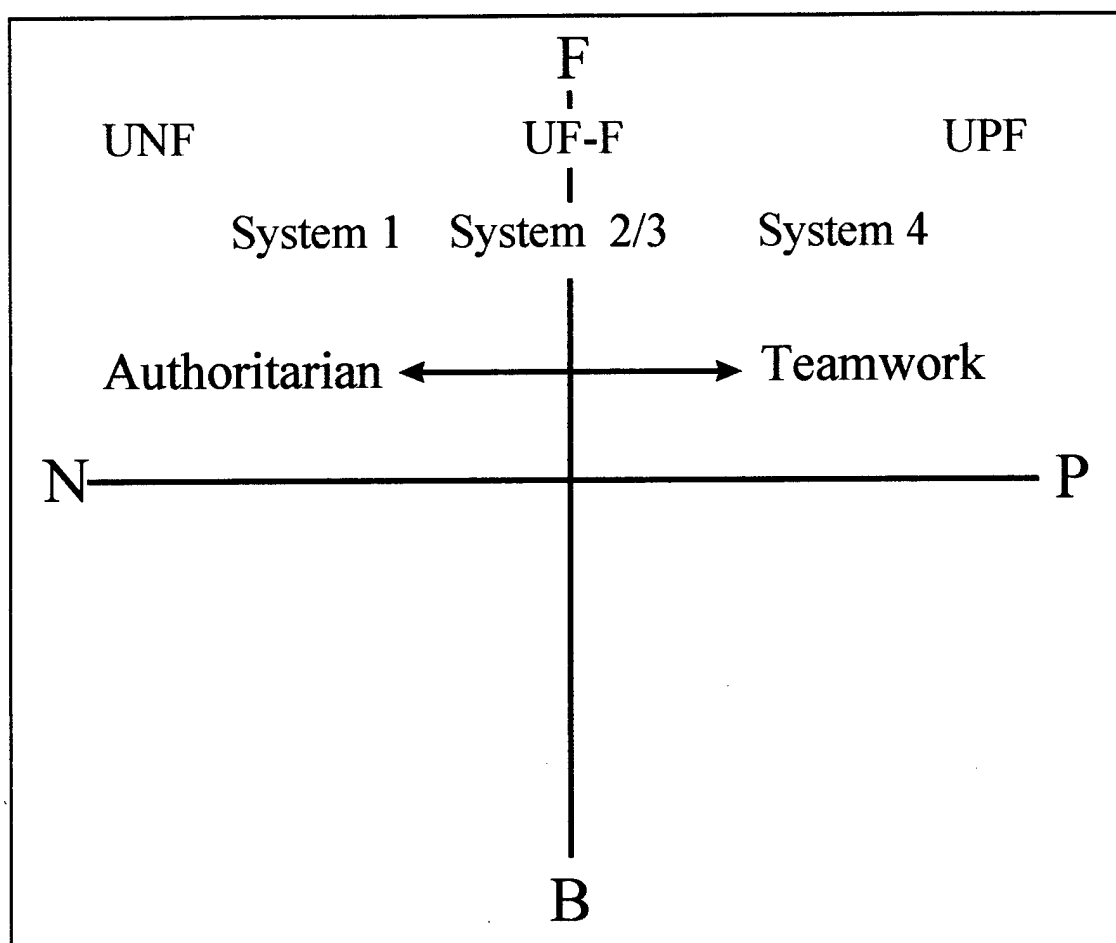 F
UNF UF-F UPF
System 1 System 2/3 System 4
Authoritarian Teamwork
N P
B